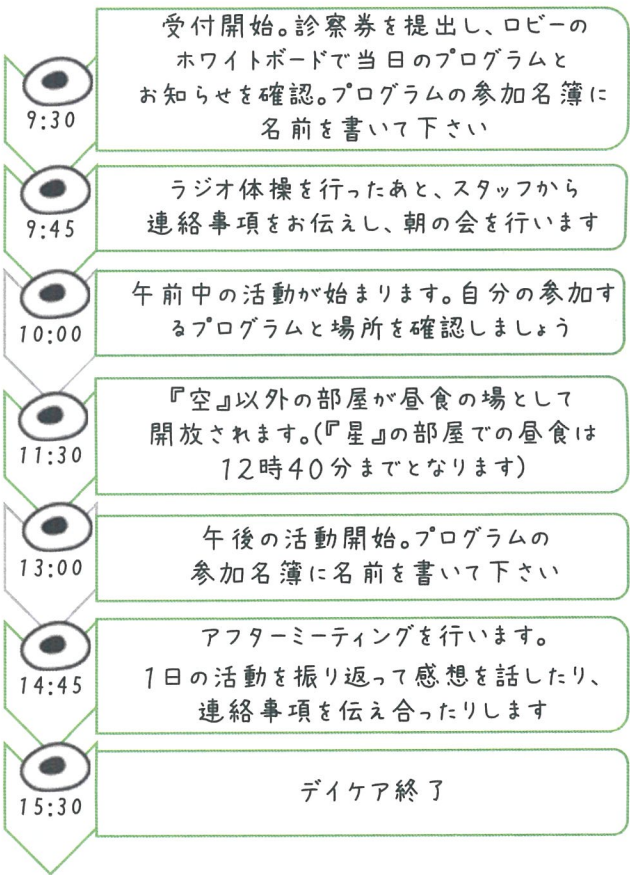 受付開始。診察券を提出し、ロビーの
ホワイトボードで当日のプログラムと
お知らせを確認。プログラムの参加名簿に
名前を書いて下さい
9:30
ラジオ体操を行ったあと、スタッフから
連絡事項をお伝えし、朝の会を行います
9:45
午前中の活動が始まります。自分の参加す
るプログラムと場所を確認しましょう
10:00
『空』以外の部屋が昼食の場として
開放されます。(『星』の部屋での昼食は
12時40分までとなります)
11:30
午後の活動開始。プログラムの
参加名簿に名前を書いて下さい
13:00
アフターミーティングを行います。
1日の活動を振り返って感想を話したり、
連絡事項を伝え合ったりします
14:45
デイケア終了
15:30